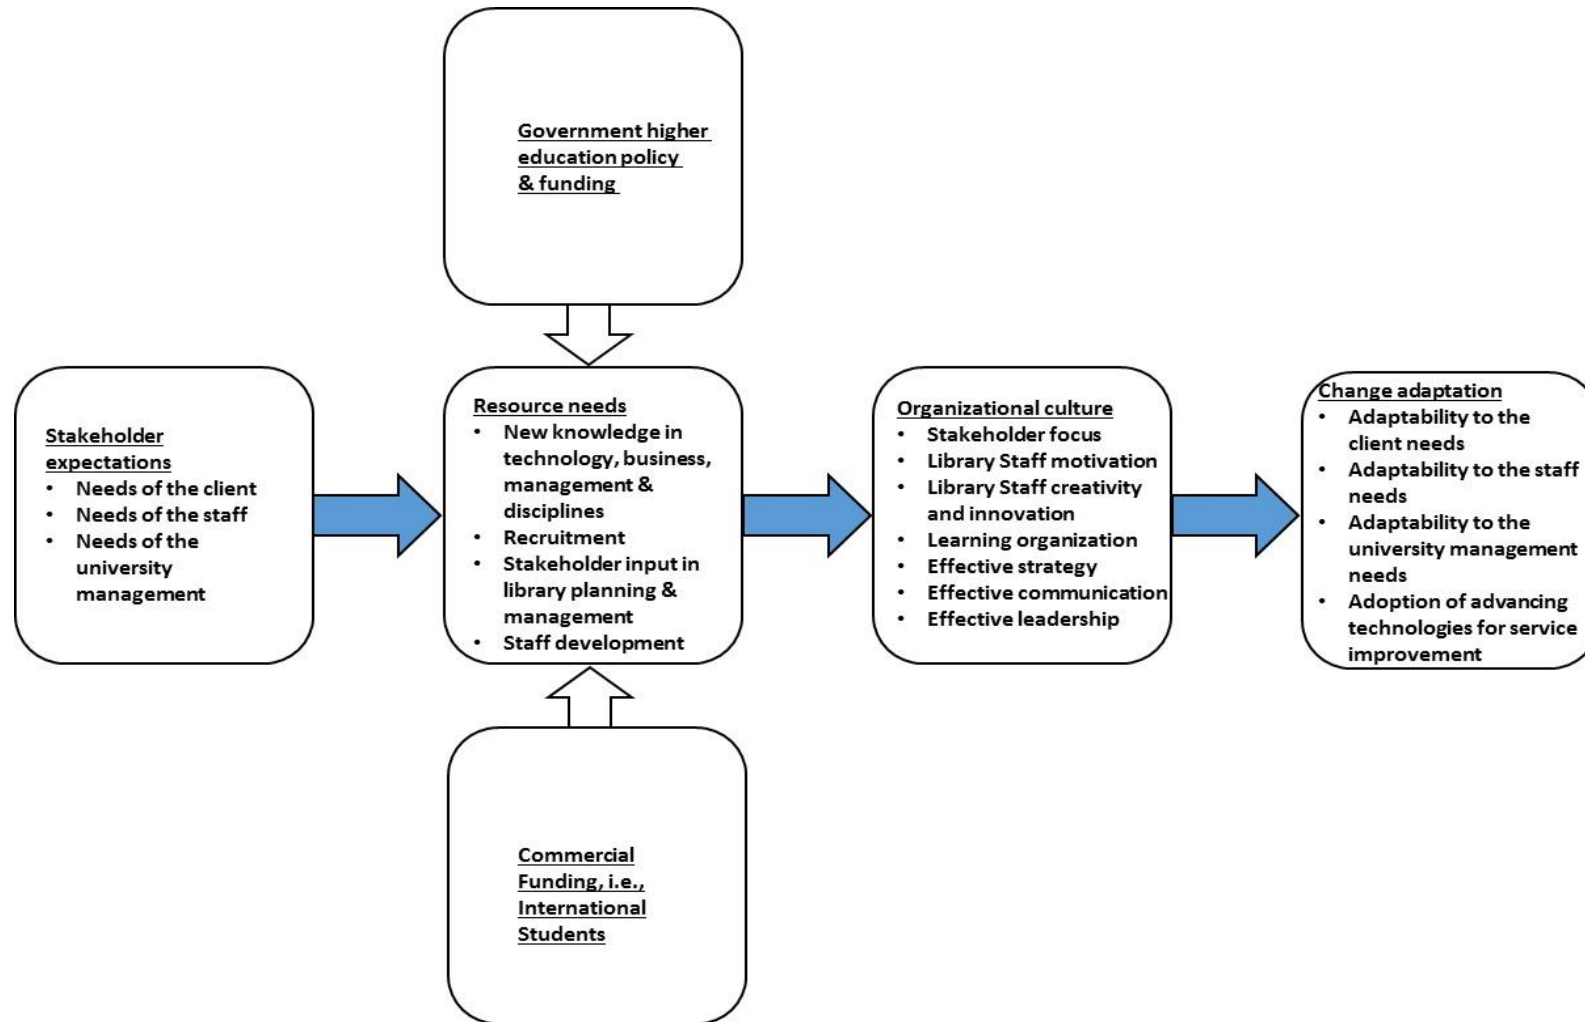 Government higher
education policy
& funding
Stakeholder
expectations
• Needs of the client
• Needs of the staff
• Needs of the
university
management
Resource needs
• New knowledge in
technology, business,
management &
disciplines
• Recruitment
• Stakeholder input in
library planning &
management
• Staff development
Organizational culture
• Stakeholder focus
• Library Staff motivation
• Library Staff creativity
and innovation
• Learning organization
• Effective strategy
• Effective communication
• Effective leadership
Change adaptation
• Adaptability to the
client needs
• Adaptability to the staff
needs
• Adaptability to the
university management
needs
• Adoption of advancing
technologies for service
improvement
Commercial
Funding, i.e.,
International
Students